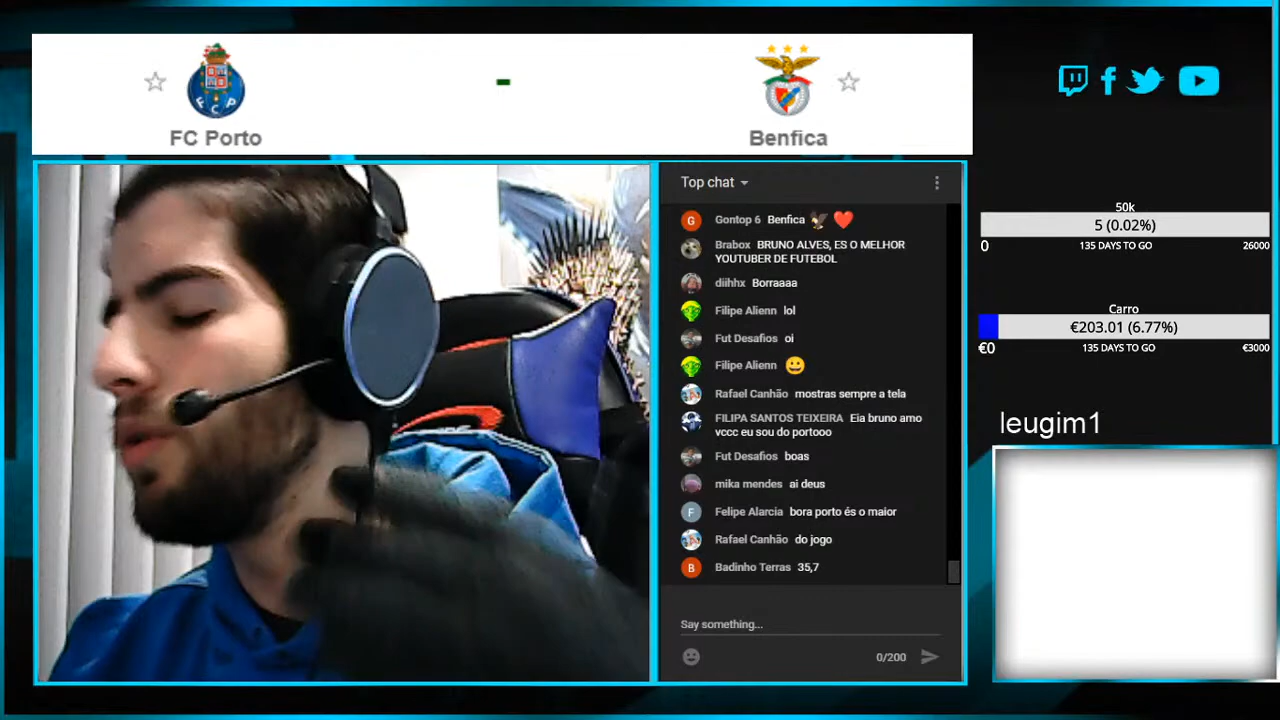 FCP
FC Porto
-
Benfica
Top chat
G Gontop 6 Benfica 🦅 ❤️
Brabox BRUNO ALVES, ES O MELHOR
YOUTUBER DE FUTEBOL
diihhx Borraaaa
Filipe Alienn lol
Fut Desafios oi
Filipe Alienn 😀
Rafael Canhão mostras sempre a tela
FILIPA SANTOS TEIXEIRA Eia bruno amo
vccc eu sou do portooo
Fut Desafios boas
mika mendes ai deus
F Felipe Alarcia bora porto és o maior
Rafael Canhão do jogo
B Badinho Terras 35,7
Say something...
0/200
50k
5 (0.02%)
0 135 DAYS TO GO 26000
Carro
€203.01 (6.77%)
€0 135 DAYS TO GO €3000
leugim1